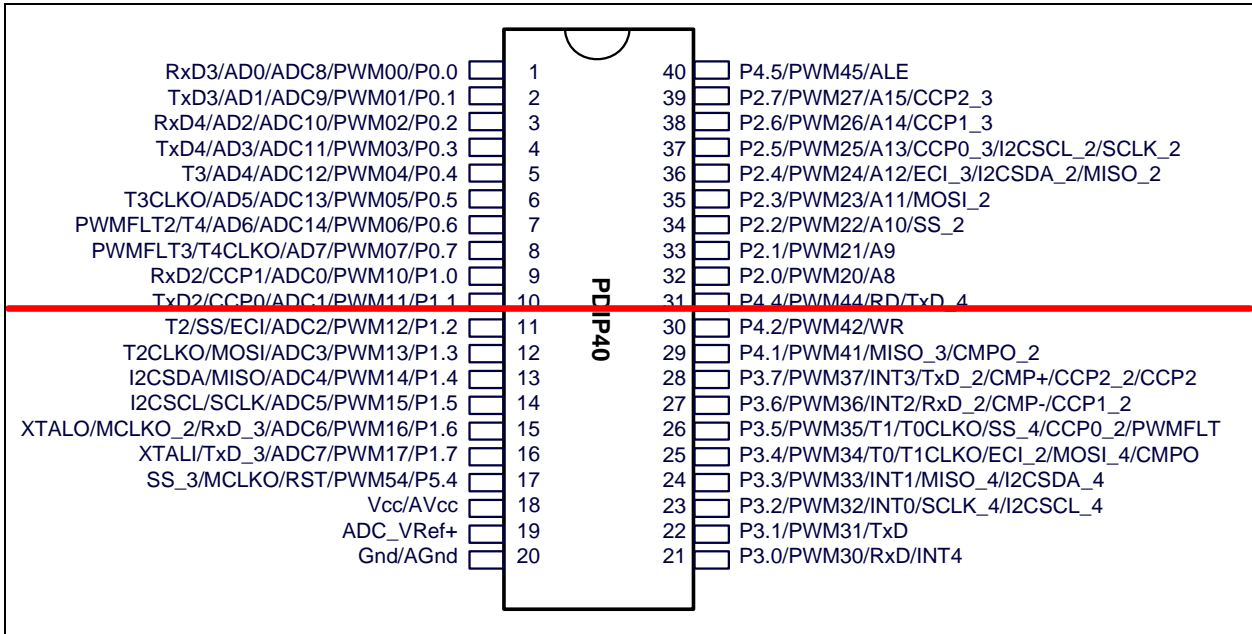 RxD3/AD0/ADC8/PWM00/P0.0 1 40 P4.5/PWM45/ALE
TxD3/AD1/ADC9/PWM01/P0.1 2 39 P2.7/PWM27/A15/CCP2_3
RxD4/AD2/ADC10/PWM02/P0.2 3 38 P2.6/PWM26/A14/CCP1_3
TxD4/AD3/ADC11/PWM03/P0.3 4 37 P2.5/PWM25/A13/CCP0_3/I2CSCL_2/SCLK_2
T3/AD4/ADC12/PWM04/P0.4 5 36 P2.4/PWM24/A12/ECI_3/I2CSDA_2/MISO_2
T3CLKO/AD5/ADC13/PWM05/P0.5 6 35 P2.3/PWM23/A11/MOSI_2
PWMFLT2/T4/AD6/ADC14/PWM06/P0.6 7 34 P2.2/PWM22/A10/SS_2
PWMFLT3/T4CLKO/AD7/PWM07/P0.7 8 33 P2.1/PWM21/A9
RxD2/CCP1/ADC0/PWM10/P1.0 9 32 P2.0/PWM20/A8
TxD2/CCP0/ADC1/PWM11/P1.1 10 31 P4.4/PWM44/RD/TxD_4
PDIP40
T2/SS/ECI/ADC2/PWM12/P1.2 11 30 P4.2/PWM42/WR
T2CLKO/MOSI/ADC3/PWM13/P1.3 12 29 P4.1/PWM41/MISO_3/CMPO_2
I2CSDA/MISO/ADC4/PWM14/P1.4 13 28 P3.7/PWM37/INT3/TxD_2/CMP+/CCP2_2/CCP2
I2CSCL/SCLK/ADC5/PWM15/P1.5 14 27 P3.6/PWM36/INT2/RxD_2/CMP-/CCP1_2
XTALO/MCLKO_2/RxD_3/ADC6/PWM16/P1.6 15 26 P3.5/PWM35/T1/T0CLKO/SS_4/CCP0_2/PWMFLT
XTALI/TxD_3/ADC7/PWM17/P1.7 16 25 P3.4/PWM34/T0/T1CLKO/ECI_2/MOSI_4/CMPO
SS_3/MCLKO/RST/PWM54/P5.4 17 24 P3.3/PWM33/INT1/MISO_4/I2CSDA_4
Vcc/AVcc 18 23 P3.2/PWM32/INT0/SCLK_4/I2CSCL_4
ADC_VRef+ 19 22 P3.1/PWM31/TxD
Gnd/AGnd 20 21 P3.0/PWM30/RxD/INT4